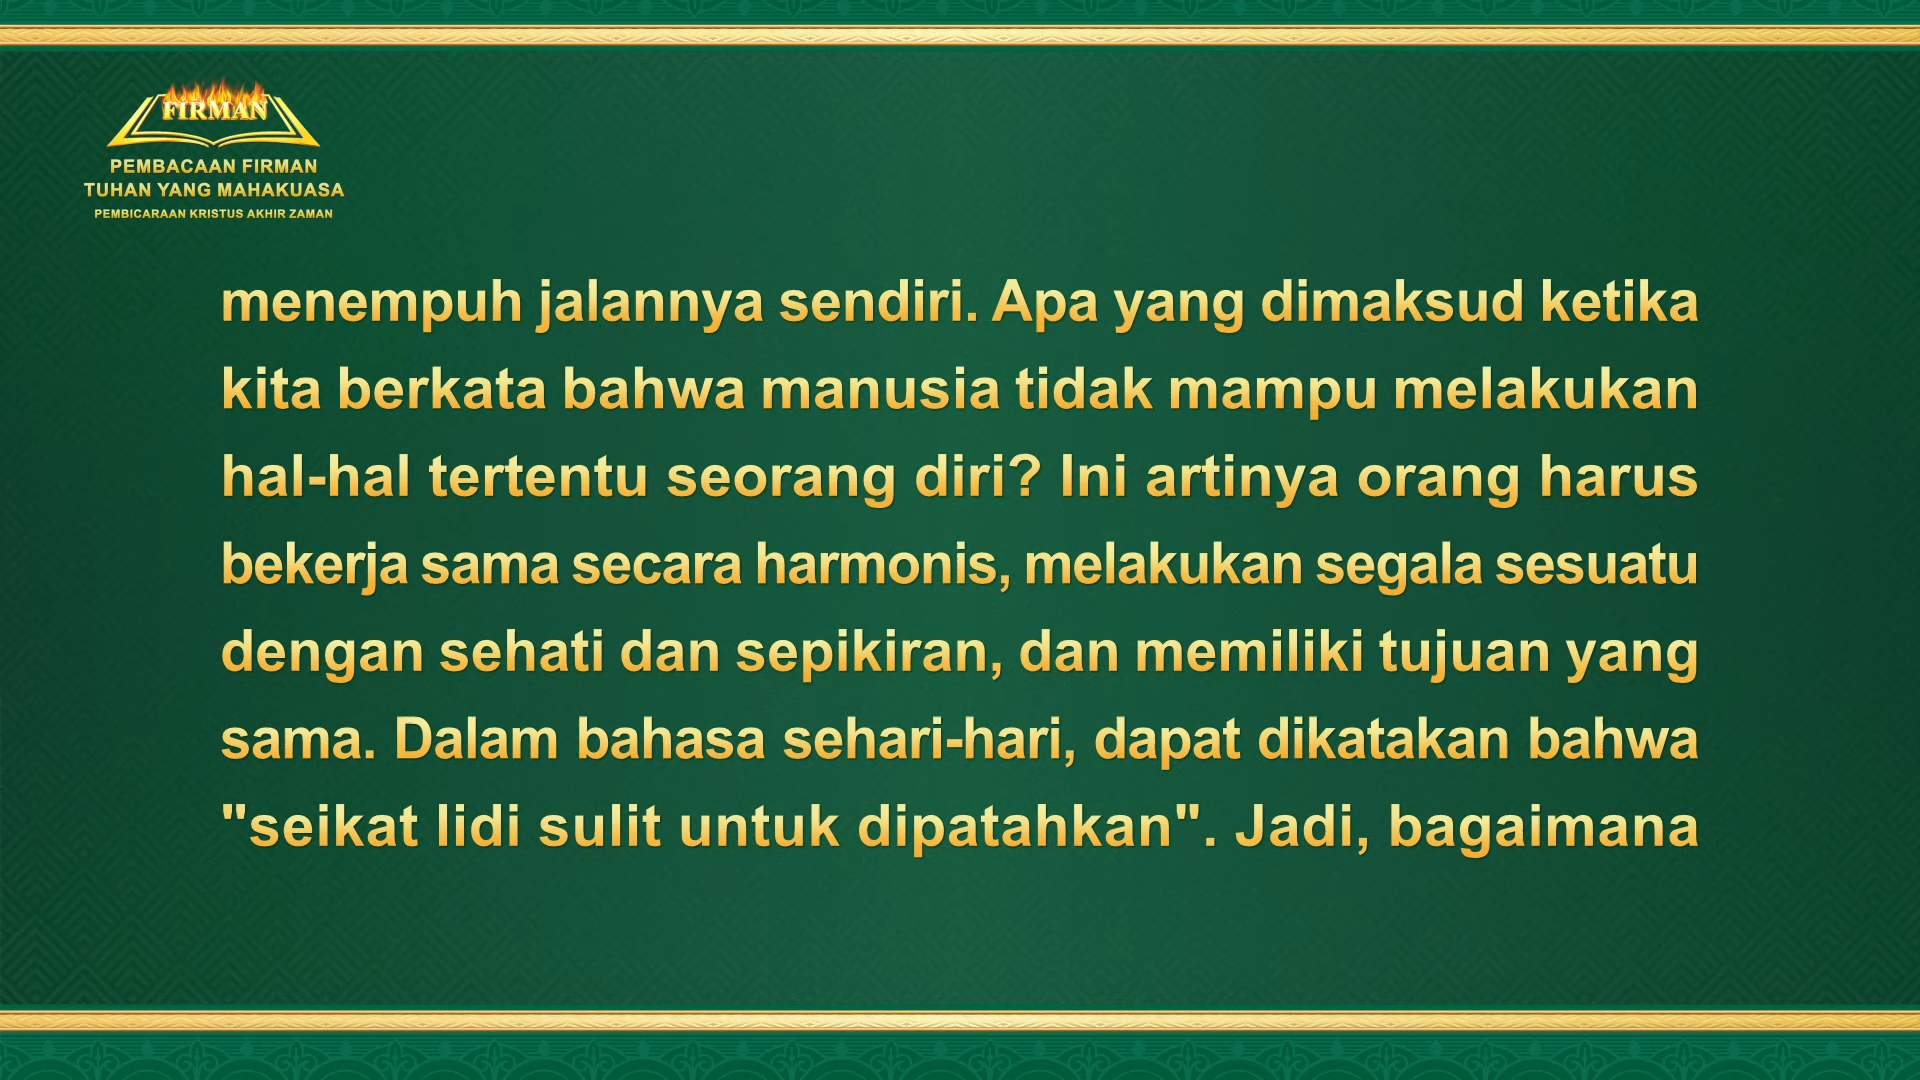 FIRMAN
PEMBACAAN FIRMAN
TUHAN YANG MAHAKUASA
PEMBICARAAN KRISTUS AKHIR ZAMAN
menempuh jalannya sendiri. Apa yang dimaksud ketika
kita berkata bahwa manusia tidak mampu melakukan
hal-hal tertentu seorang diri? Ini artinya orang harus
bekerja sama secara harmonis, melakukan segala sesuatu
dengan sehati dan sepikiran, dan memiliki tujuan yang
sama. Dalam bahasa sehari-hari, dapat dikatakan bahwa
"seikat lidi sulit untuk dipatahkan". Jadi, bagaimana